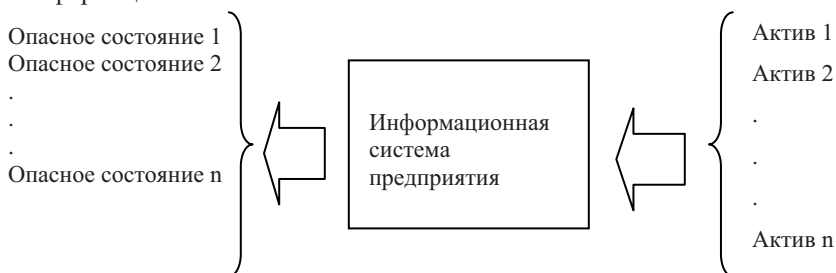 Опасное состояние 1
Опасное состояние 2
.
.
.
Опасное состояние n
Информационная
система
предприятия
Актив 1
Актив 2
.
.
.
Актив n